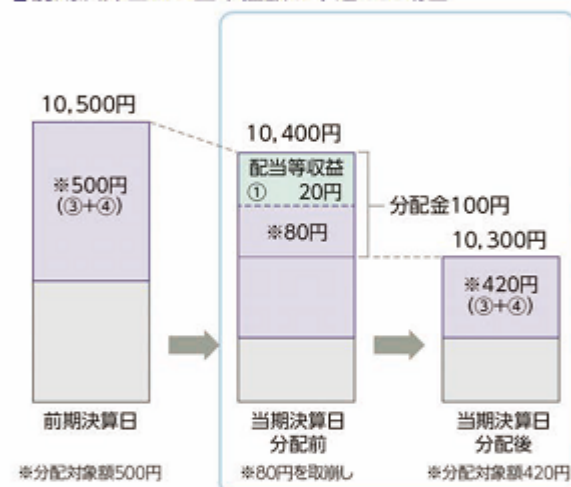 10,500円
※500円
(③+④)
前期決算日
※分配対象額500円
10,400円
配当等収益
① 20円
※80円
分配金100円
当期決算日
分配前
※80円を取崩し
10,300円
※420円
(③+④)
当期決算日
分配後
※分配対象額420円